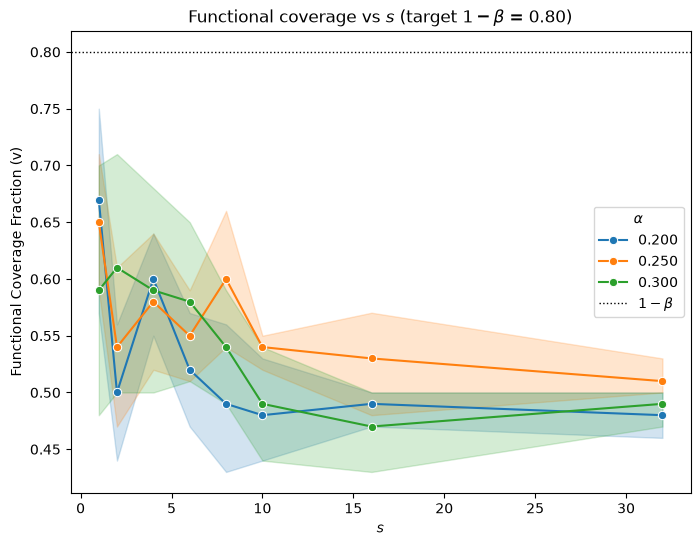 Functional coverage vs s (target 1 − β = 0.80)
Functional Coverage Fraction (v)
0.80
0.75
0.70
0.65
0.60
0.55
0.50
0.45
α
0.200
0.250
0.300
1 − β
0 5 10 15 20 25 30
s